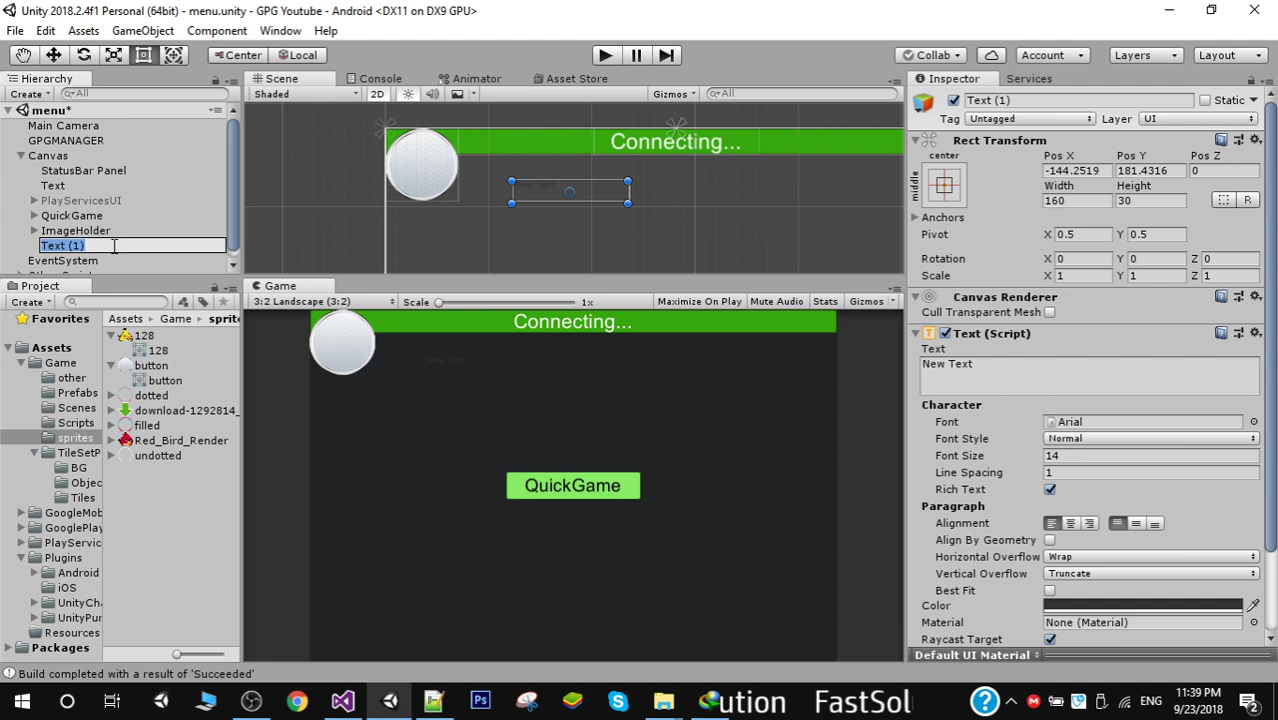 Unity 2018.2.4f1 Personal (64bit) - menu.unity - GPG Youtube - Android <DX11 on DX9 GPU>
File Edit Assets GameObject Component Window Help
Center Local Collab Account Layers Layout
Hierarchy
Create All
menu*
Main Camera
GPGMANAGER
Canvas
StatusBar Panel
Text
PlayServicesUI
QuickGame
ImageHolder
Text (1)
EventSystem
Scene Console Animator Asset Store
Shaded 2D Gizmos All
Connecting...
New Text
Game
3:2 Landscape (3:2) Scale 1x Maximize On Play Mute Audio Stats Gizmos
Connecting...
New Text
QuickGame
Project
Create
Favorites
Assets
Game
other
Prefabs
Scenes
Scripts
sprites
TileSetP
BG
Objec
Tiles
GoogleMob
GooglePlay
PlayServic
Plugins
Android
iOS
UnityCha
UnityPur
Resources
Packages
Assets Game sprite
128
128
button
button
dotted
download-1292814_
filled
Red_Bird_Render
undotted
Inspector Services
Text (1) Static
Tag Untagged Layer UI
Rect Transform
center
middle
Pos X Pos Y Pos Z
-144.2519 181.4316 0
Width Height
160 30
R
Anchors
Pivot X 0.5 Y 0.5
Rotation X 0 Y 0 Z 0
Scale X 1 Y 1 Z 1
Canvas Renderer
Cull Transparent Mesh
Text (Script)
Text
New Text
Character
Font Arial
Font Style Normal
Font Size 14
Line Spacing 1
Rich Text
Paragraph
Alignment
Align By Geometry
Horizontal Overflow Wrap
Vertical Overflow Truncate
Best Fit
Color
Material None (Material)
Raycast Target
Default UI Material
Build completed with a result of 'Succeeded'
Ps
ution FastSol
ENG
11:39 PM
9/23/2018
2